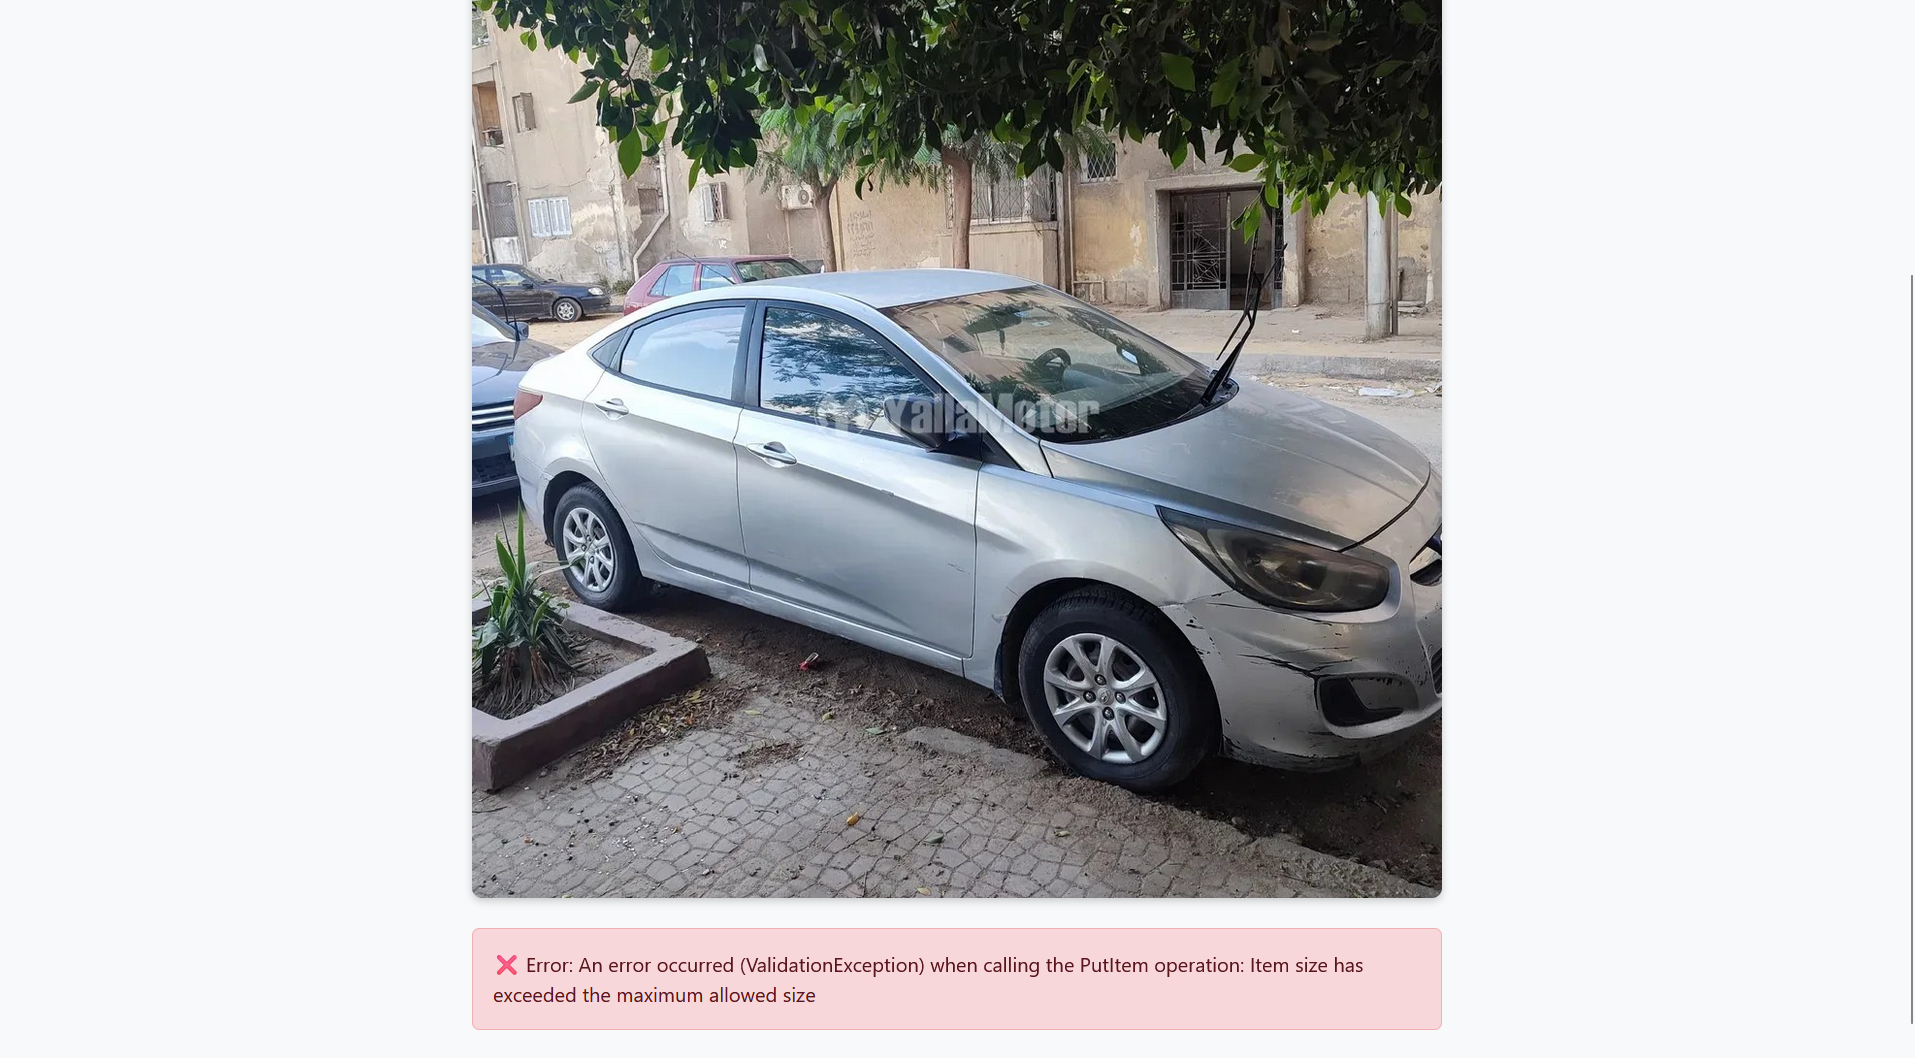 YallaMotor
❌ Error: An error occurred (ValidationException) when calling the PutItem operation: Item size has
exceeded the maximum allowed size